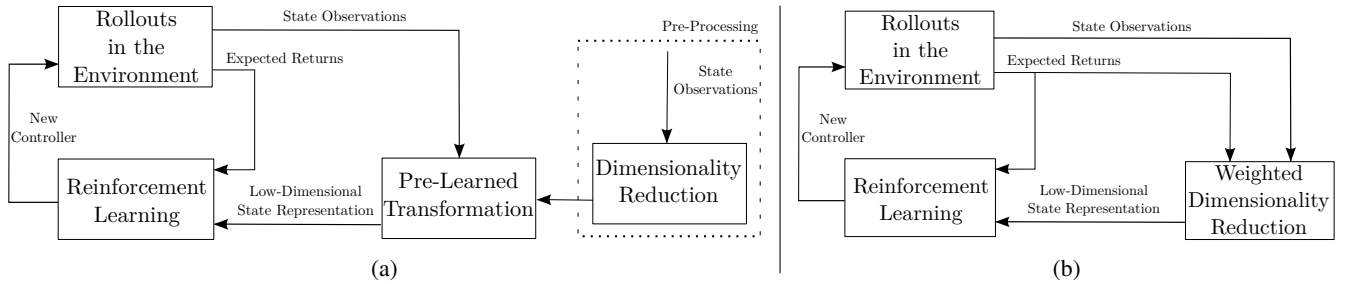 Rollouts
in the
Environment
State Observations
Expected Returns
New
Controller
Reinforcement
Learning
Low-Dimensional
State Representation
Pre-Learned
Transformation
Pre-Processing
State
Observations
Dimensionality
Reduction
(a)
Rollouts
in the
Environment
State Observations
Expected Returns
New
Controller
Reinforcement
Learning
Low-Dimensional
State Representation
Weighted
Dimensionality
Reduction
(b)